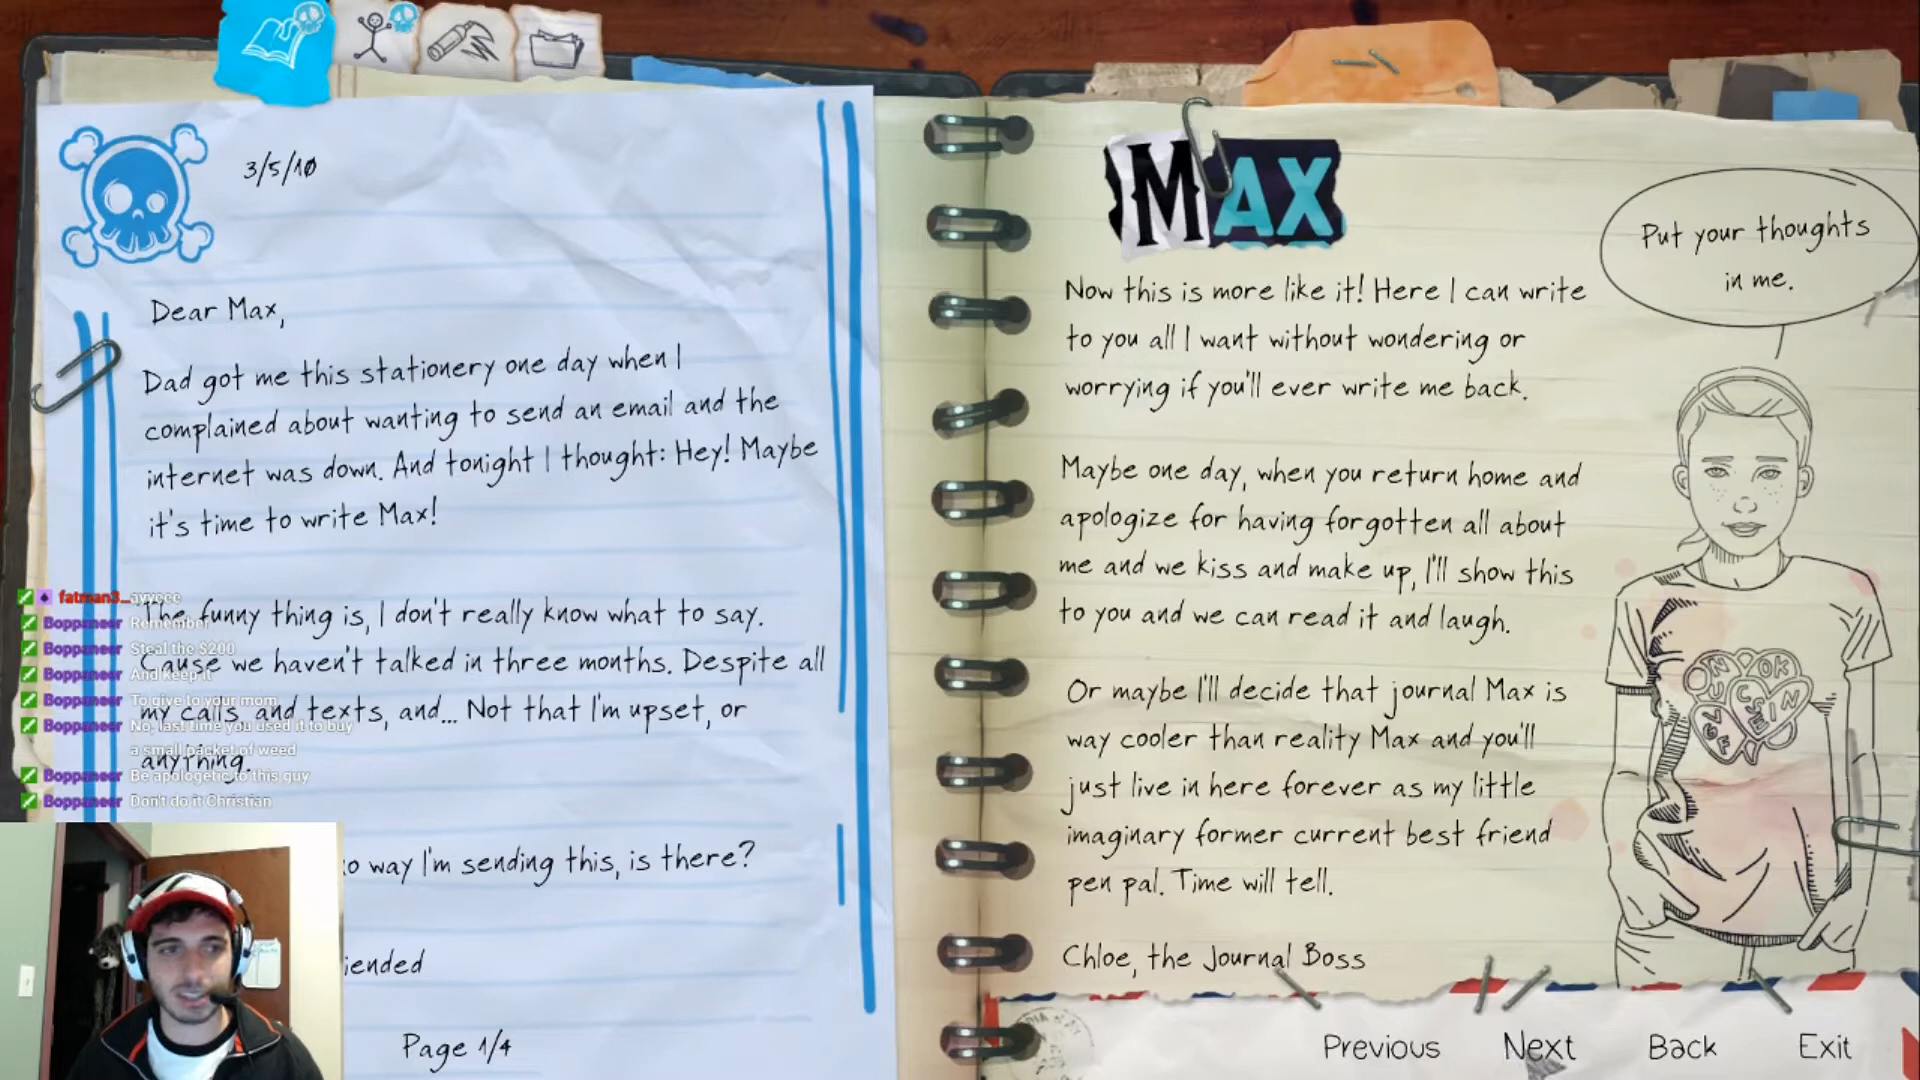 3/5/10
Dear Max,
Dad got me this stationery one day when I
complained about wanting to send an email and the
internet was down. And tonight I thought: Hey! Maybe
it's time to write Max!
The funny thing is, I don't really know what to say.
Cause we haven't talked in three months. Despite all
my calls, and texts, and... Not that I'm upset, or
anything.
way I'm sending this, is there?
Page 1/4
fatman3_ ayyeee
Boppaneer Remember
Boppaneer Steal the $200
Boppaneer And keep it
Boppaneer To give to your mom
Boppaneer No, last time you used it to buy
a small packet of weed
Boppaneer Be apologetic to this guy
Boppaneer Don't do it Christian
MAX
Now this is more like it! Here I can write
to you all I want without wondering or
worrying if you'll ever write me back.
Maybe one day, when you return home and
apologize for having forgotten all about
me and we kiss and make up, I'll show this
to you and we can read it and laugh.
Or maybe I'll decide that journal Max is
way cooler than reality Max and you'll
just live in here forever as my little
imaginary former current best friend
pen pal. Time will tell.
Chloe, the Journal Boss
Put your thoughts
in me.
Previous Next Back Exit